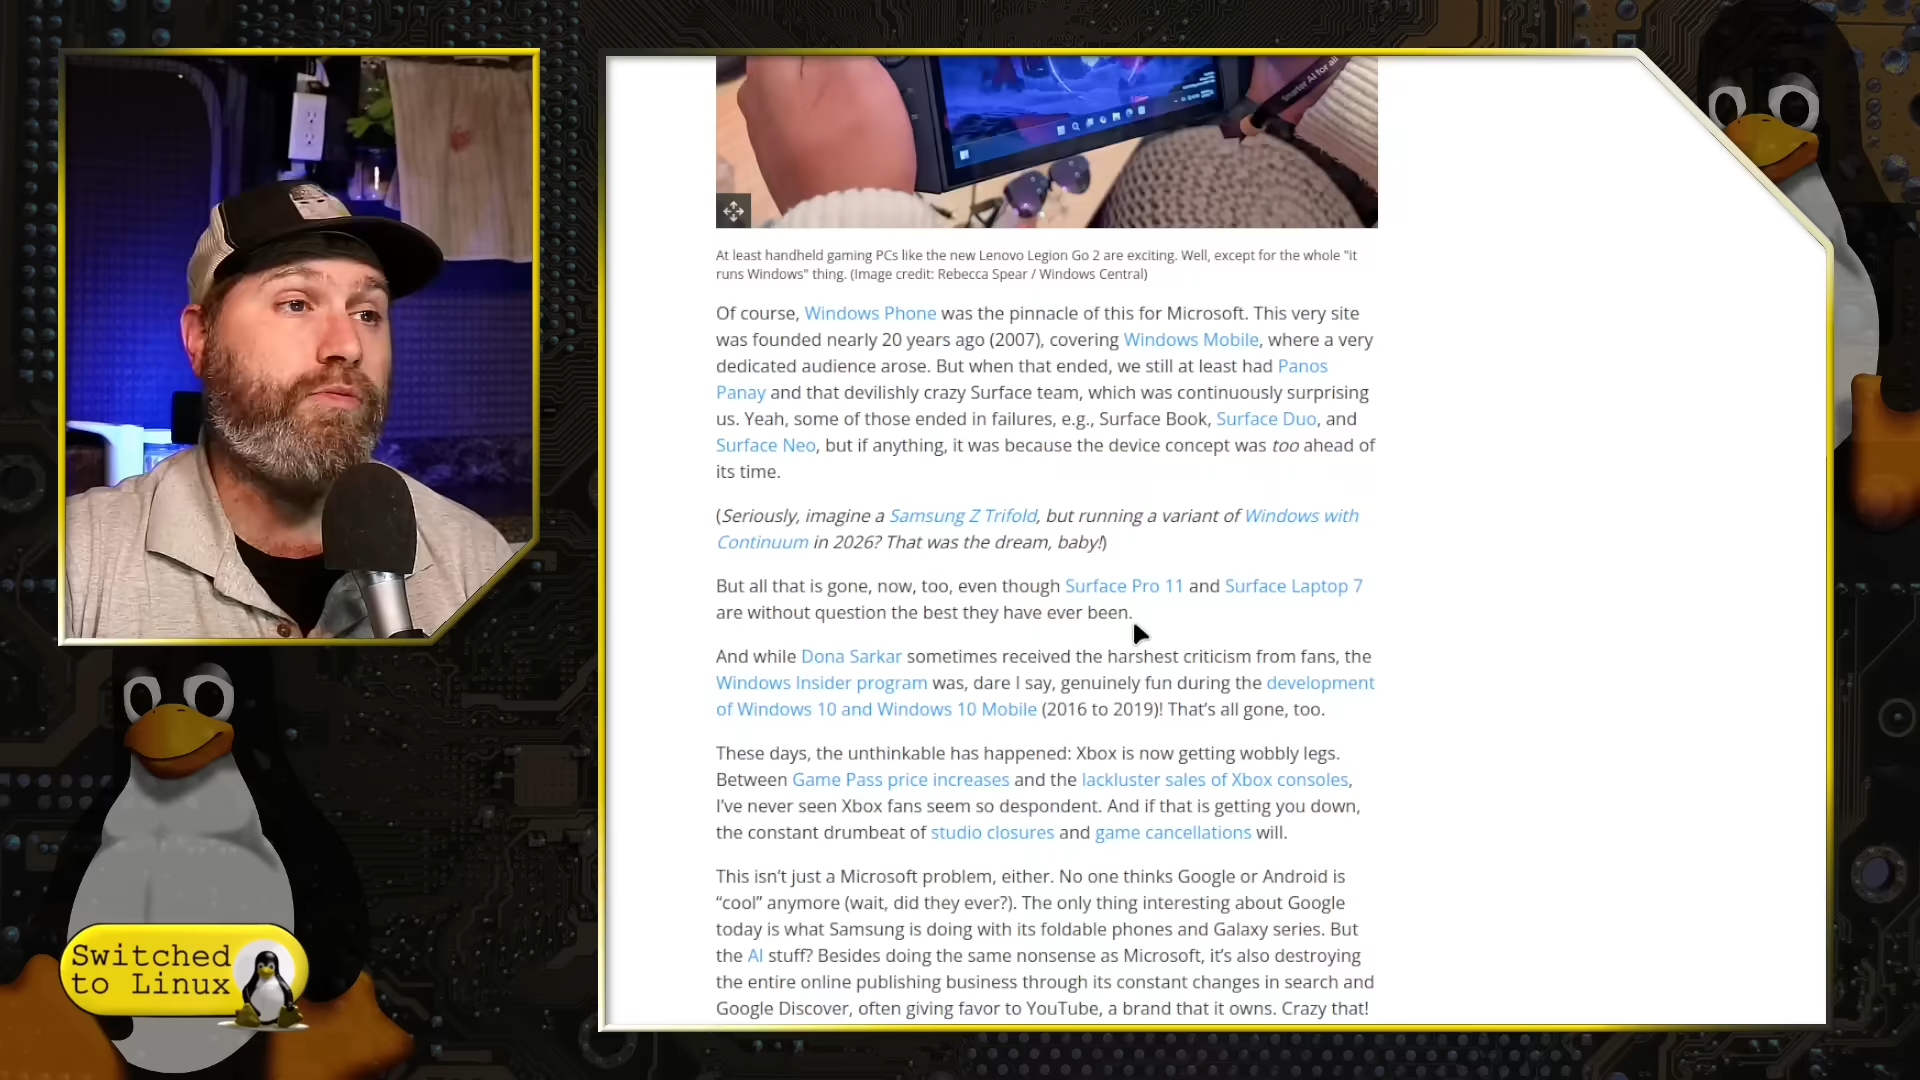 Smarter AI for all
At least handheld gaming PCs like the new Lenovo Legion Go 2 are exciting. Well, except for the whole "it
runs Windows" thing. (Image credit: Rebecca Spear / Windows Central)
Of course, Windows Phone was the pinnacle of this for Microsoft. This very site
was founded nearly 20 years ago (2007), covering Windows Mobile, where a very
dedicated audience arose. But when that ended, we still at least had Panos
Panay and that devilishly crazy Surface team, which was continuously surprising
us. Yeah, some of those ended in failures, e.g., Surface Book, Surface Duo, and
Surface Neo, but if anything, it was because the device concept was too ahead of
its time.
(Seriously, imagine a Samsung Z Trifold, but running a variant of Windows with
Continuum in 2026? That was the dream, baby!)
But all that is gone, now, too, even though Surface Pro 11 and Surface Laptop 7
are without question the best they have ever been.
And while Dona Sarkar sometimes received the harshest criticism from fans, the
Windows Insider program was, dare I say, genuinely fun during the development
of Windows 10 and Windows 10 Mobile (2016 to 2019)! That’s all gone, too.
These days, the unthinkable has happened: Xbox is now getting wobbly legs.
Between Game Pass price increases and the lackluster sales of Xbox consoles,
I’ve never seen Xbox fans seem so despondent. And if that is getting you down,
the constant drumbeat of studio closures and game cancellations will.
This isn’t just a Microsoft problem, either. No one thinks Google or Android is
“cool” anymore (wait, did they ever?). The only thing interesting about Google
today is what Samsung is doing with its foldable phones and Galaxy series. But
the AI stuff? Besides doing the same nonsense as Microsoft, it’s also destroying
the entire online publishing business through its constant changes in search and
Google Discover, often giving favor to YouTube, a brand that it owns. Crazy that!
Switched
to Linux